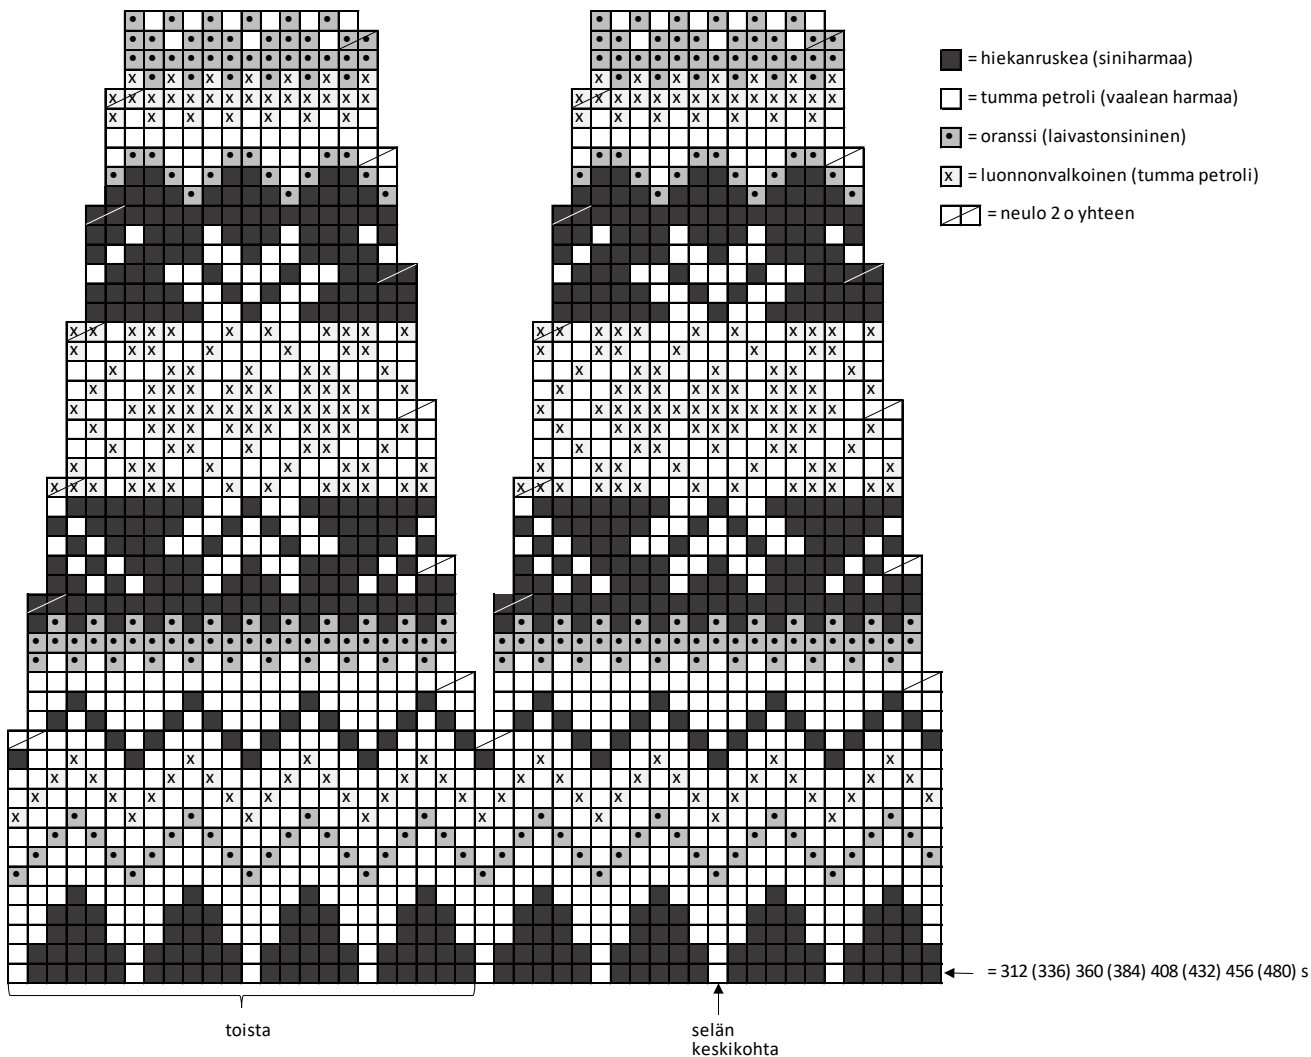 = hiekanruskea (siniharmaa)
= tumma petroli (vaalean harmaa)
= oranssi (laivastonsininen)
x = luonnonvalkoinen (tumma petroli)
= neulo 2 o yhteen
= 312 (336) 360 (384) 408 (432) 456 (480) s
toista
selän
keskikohta